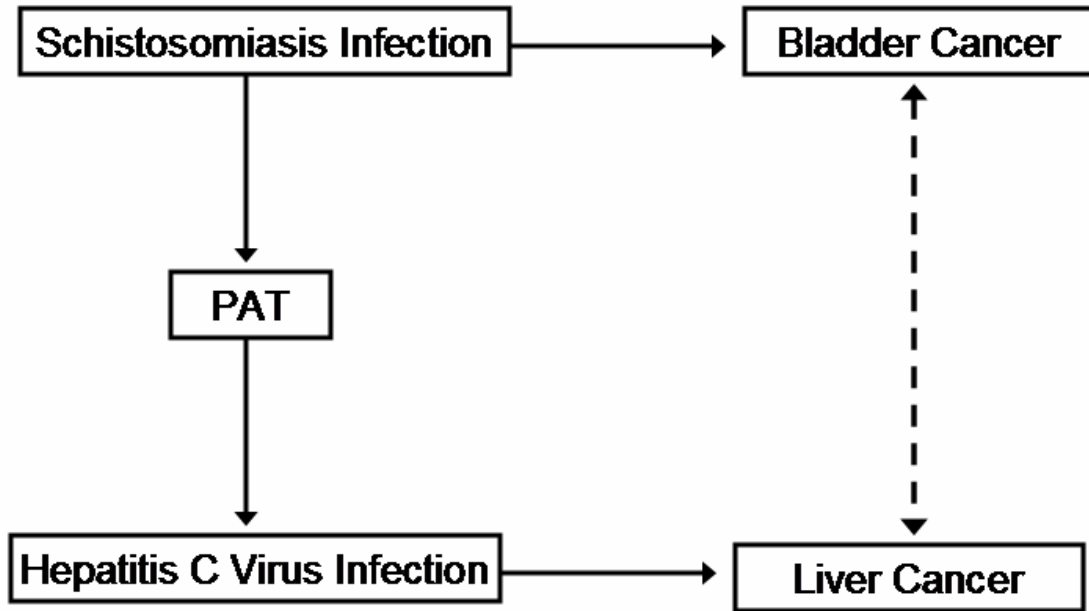 Schistosomiasis Infection
Bladder Cancer
PAT
Hepatitis C Virus Infection
Liver Cancer